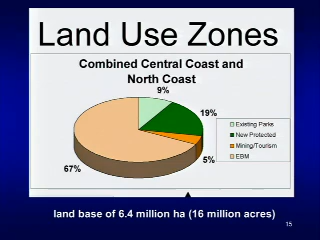 Land Use Zones
Combined Central Coast and
North Coast
9%
19%
5%
67%
Existing Parks
New Protected
Mining/Tourism
EBM
land base of 6.4 million ha (16 million acres)
15